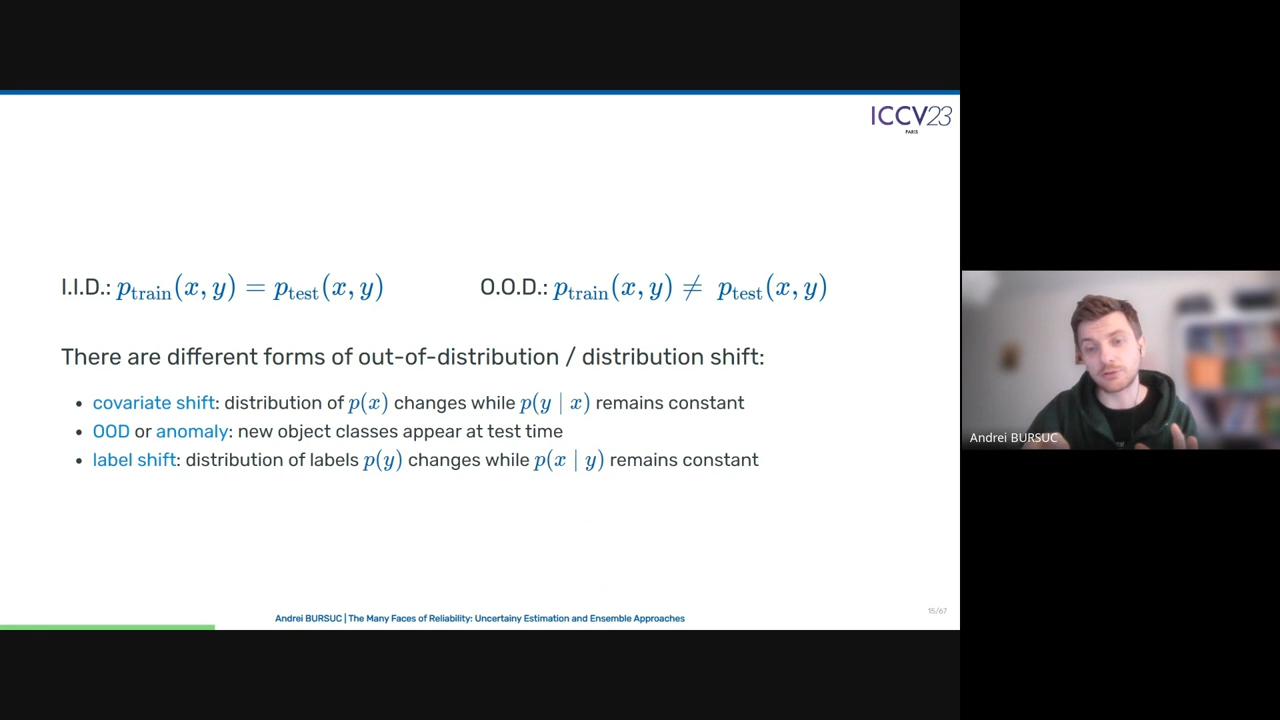 ICCV23
PARIS
I.I.D.: p_train(x, y) = p_test(x, y)
O.O.D.: p_train(x, y) ≠ p_test(x, y)
There are different forms of out-of-distribution / distribution shift:
• covariate shift: distribution of p(x) changes while p(y | x) remains constant
• OOD or anomaly: new object classes appear at test time
• label shift: distribution of labels p(y) changes while p(x | y) remains constant
Andrei BURSUC
15/67
Andrei BURSUC | The Many Faces of Reliability: Uncertainy Estimation and Ensemble Approaches